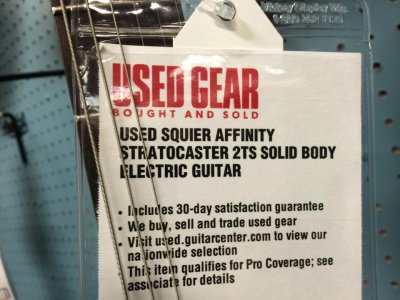 USED GEAR
BOUGHT AND SOLD
USED SQUIER AFFINITY
STRATOCASTER 2TS SOLID BODY
ELECTRIC GUITAR
• Includes 30-day satisfaction guarantee
• We buy, sell and trade used gear
• Visit used.guitarcenter.com to view our
nationwide selection
This item qualifies for Pro Coverage; see
associate for details